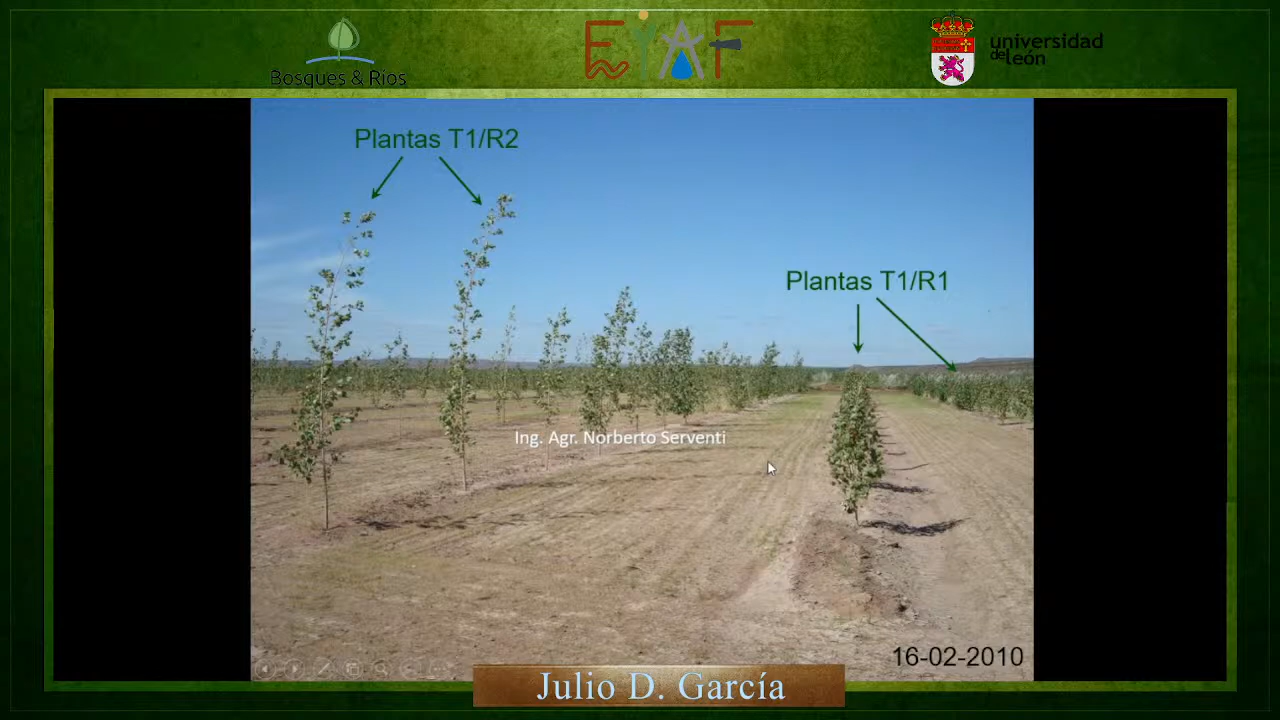 Bosques & Ríos
EYAF
universidad
de león
Plantas T1/R2
Plantas T1/R1
Ing. Agr. Norberto Serventi
16-02-2010
Julio D. García